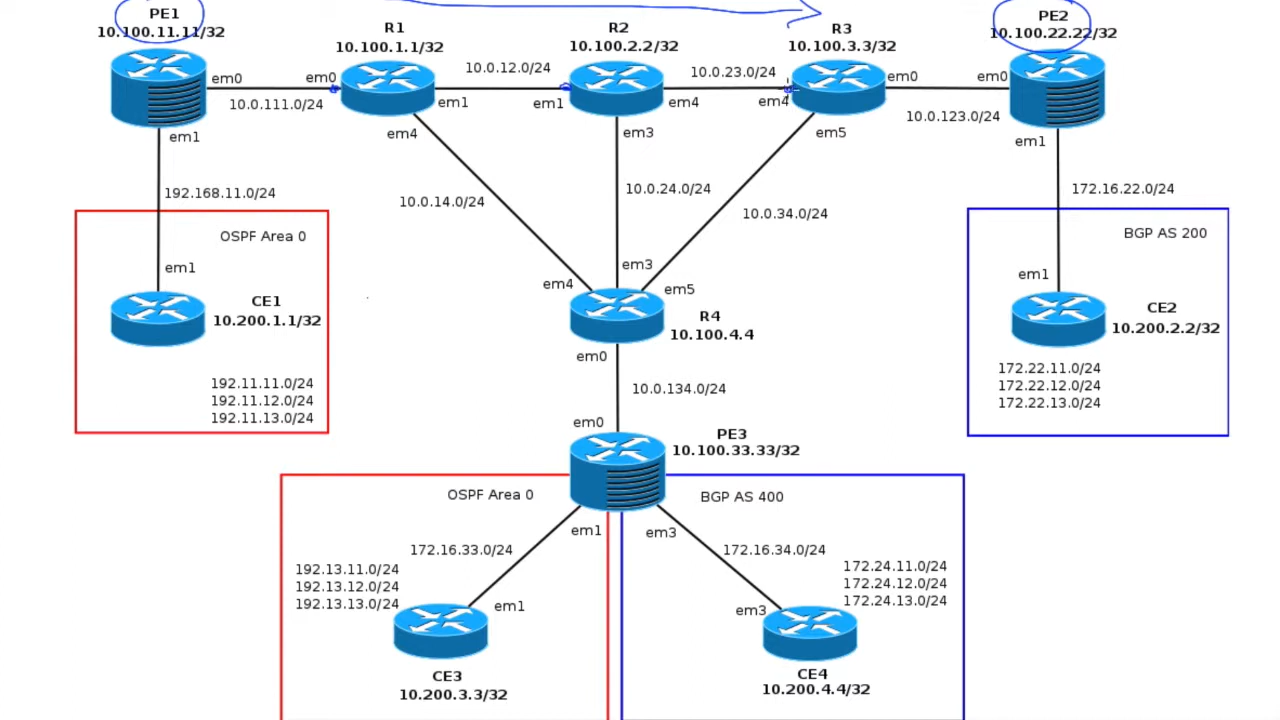 PE1
10.100.11.11/32
R1
10.100.1.1/32
R2
10.100.2.2/32
R3
10.100.3.3/32
PE2
10.100.22.22/32
em0
em0
10.0.12.0/24
10.0.23.0/24
em0
em0
10.0.111.0/24
em1
em1
em4
em4
10.0.123.0/24
em1
em4
em3
em5
em1
192.168.11.0/24
10.0.14.0/24
10.0.24.0/24
10.0.34.0/24
172.16.22.0/24
OSPF Area 0
BGP AS 200
em1
em4
em3
em5
em1
CE1
10.200.1.1/32
R4
10.100.4.4
CE2
10.200.2.2/32
em0
192.11.11.0/24
192.11.12.0/24
192.11.13.0/24
10.0.134.0/24
172.22.11.0/24
172.22.12.0/24
172.22.13.0/24
em0
PE3
10.100.33.33/32
OSPF Area 0
BGP AS 400
em1
em3
172.16.33.0/24
172.16.34.0/24
192.13.11.0/24
192.13.12.0/24
192.13.13.0/24
172.24.11.0/24
172.24.12.0/24
172.24.13.0/24
em1
em3
CE3
10.200.3.3/32
CE4
10.200.4.4/32